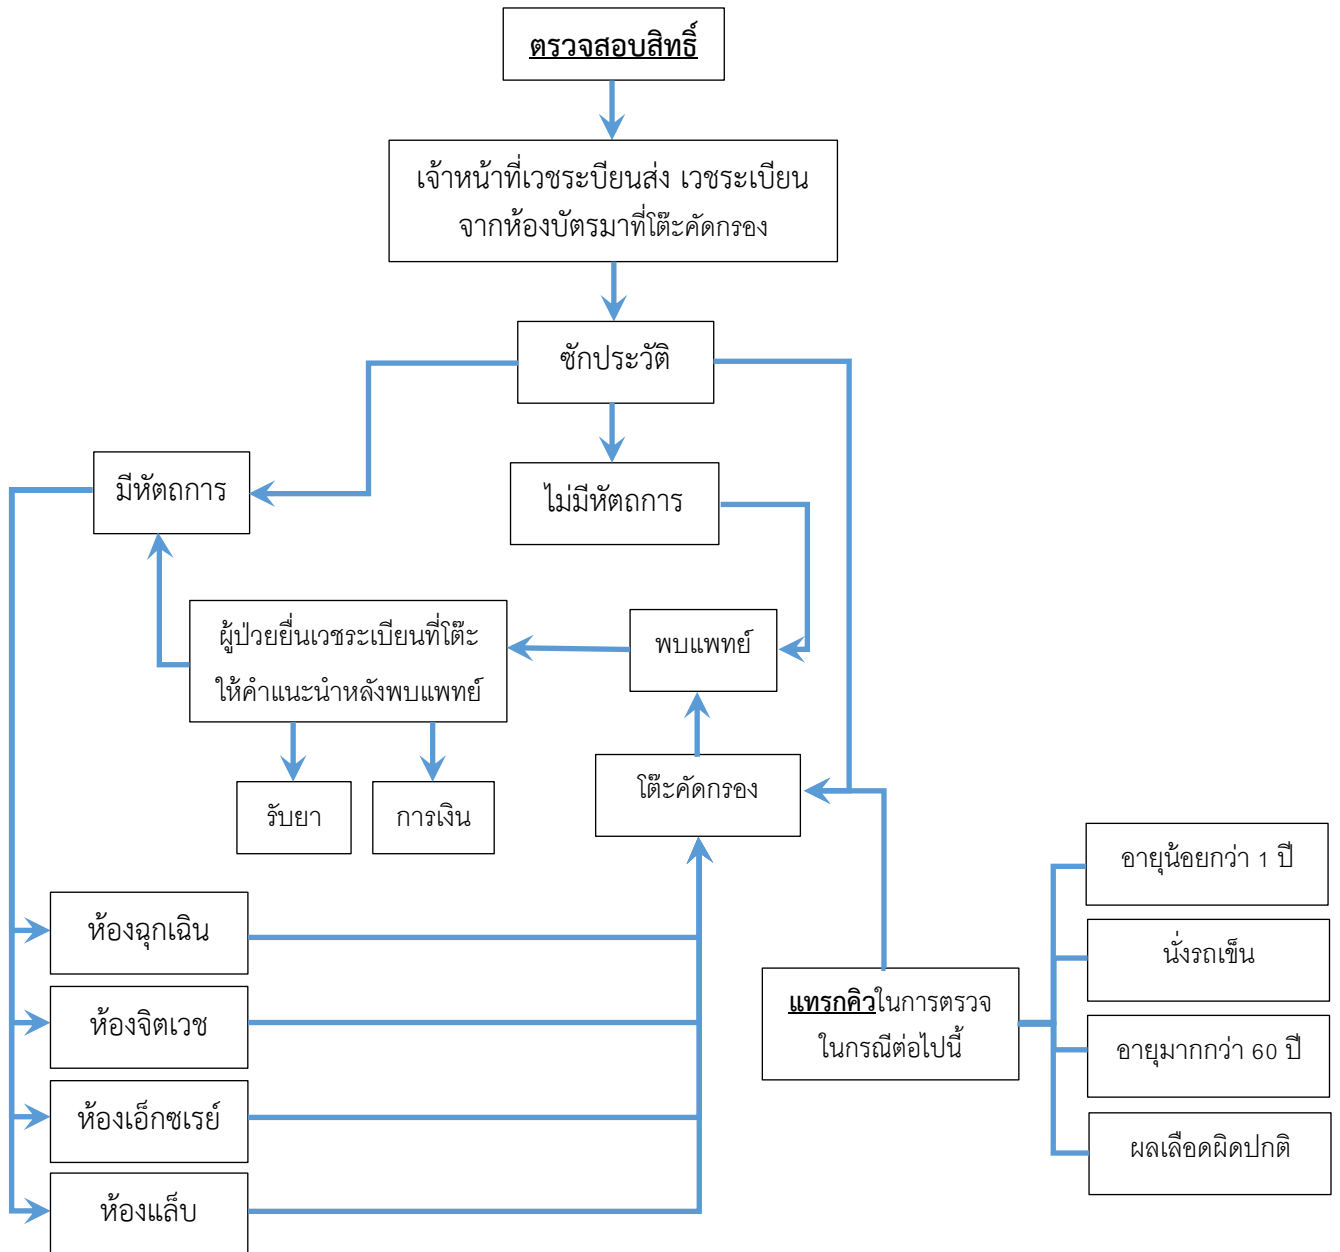 ตรวจสอบสิทธิ์
เจ้าหน้าที่เวชระบียนส่ง เวชระเบียน
จากห้องบัตรมาที่โต๊ะคัดกรอง
ซักประวัติ
มีหัตถการ
ไม่มีหัตถการ
ผู้ป่วยยื่นเวชระเบียนที่โต๊ะ
ให้คำแนะนำหลังพบแพทย์
พบแพทย์
รับยา
การเงิน
โต๊ะคัดกรอง
ห้องฉุกเฉิน
ห้องจิตเวช
ห้องเอ็กซเรย์
ห้องแล็บ
แทรกคิวในการตรวจ
ในกรณีต่อไปนี้
อายุน้อยกว่า 1 ปี
นั่งรถเข็น
อายุมากกว่า 60 ปี
ผลเลือดผิดปกติ